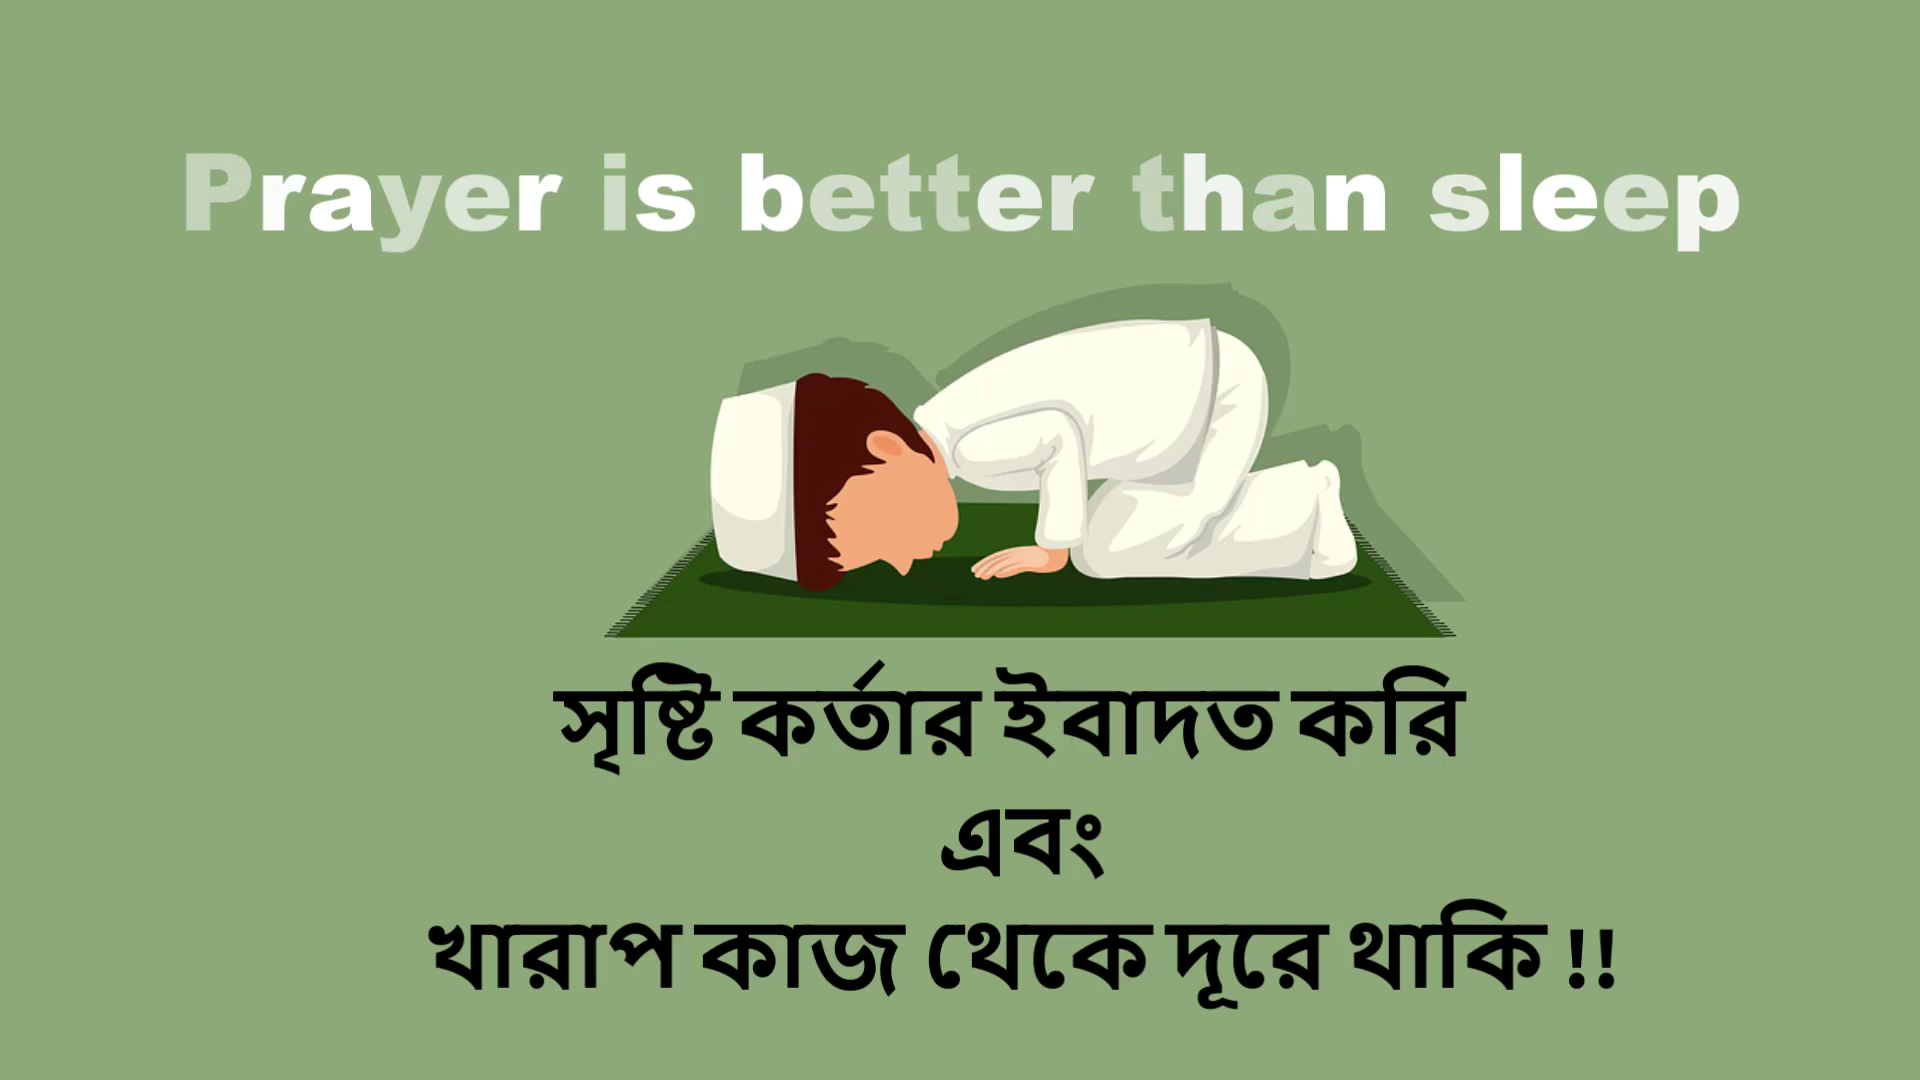 Prayer is better than sleep
সৃষ্টি কর্তার ইবাদত করি
এবং
খারাপ কাজ থেকে দূরে থাকি !!